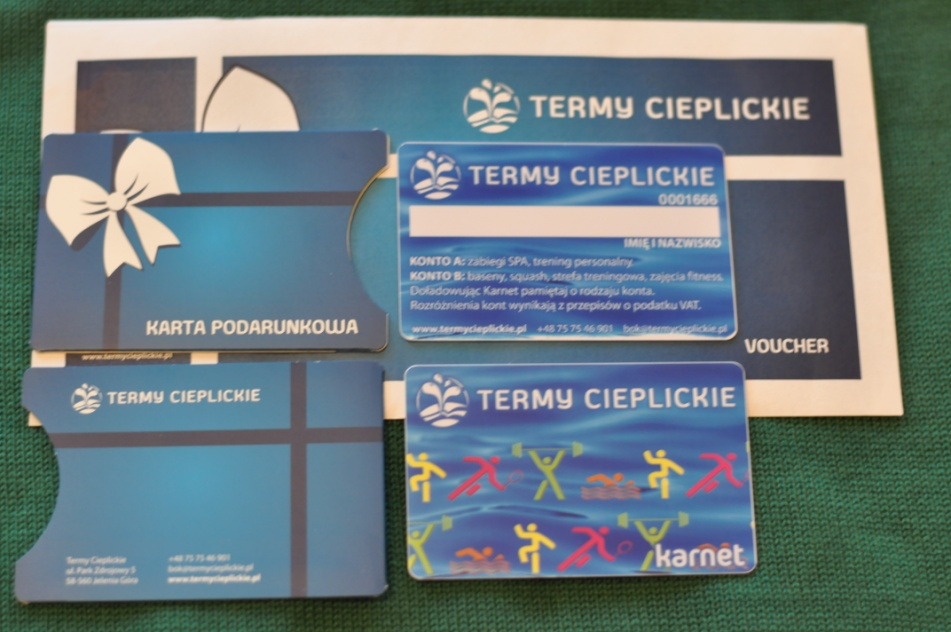 TERMY CIEPLICKIE
TERMY CIEPLICKIE
0001666
IMIĘ I NAZWISKO
KONTO A: zabiegi SPA, trening personalny.
KONTO B: baseny, squash, strefa treningowa, zajęcia fitness.
Doładowując Karnet pamiętaj o rodzaju konta.
Rozróżnienia kont wynikają z przepisów o podatku VAT.
www.termycieplickie.pl +48 75 75 46 901 bok@termycieplickie.pl
KARTA PODARUNKOWA
www.termycieplickie.pl
VOUCHER
TERMY CIEPLICKIE
Termy Cieplickie
ul. Park Zdrojowy 5
58-560 Jelenia Góra
+48 75 75 46 901
bok@termycieplickie.pl
www.termycieplickie.pl
TERMY CIEPLICKIE
karnet